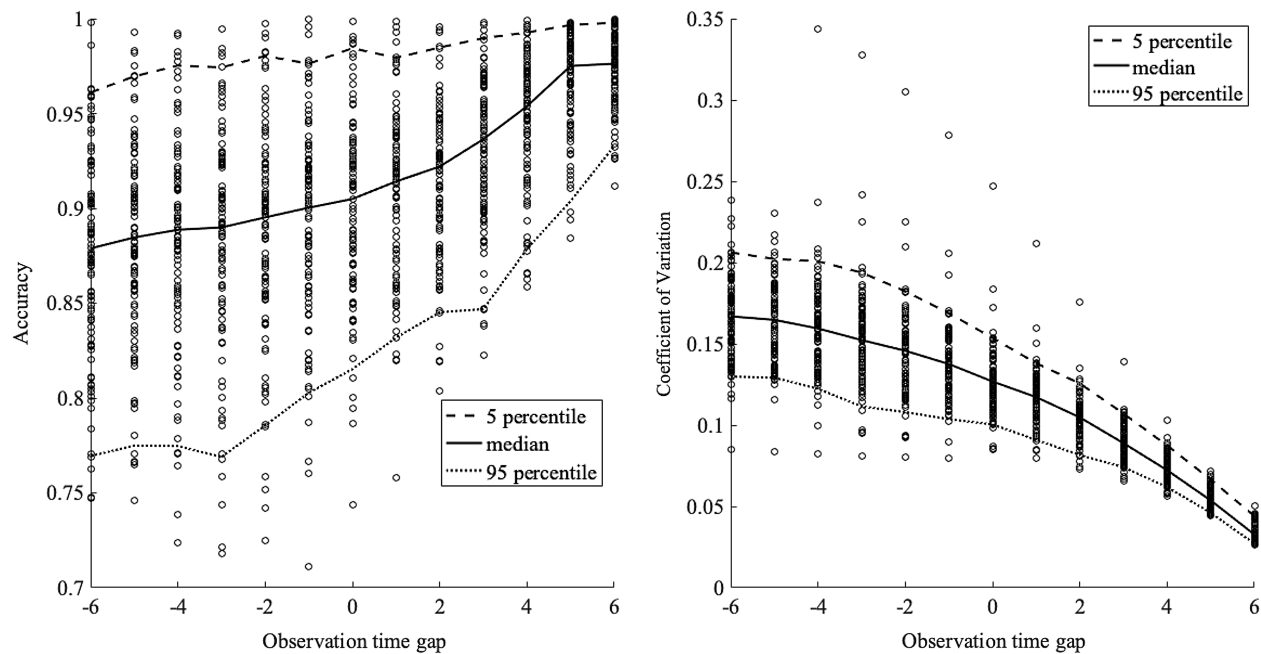 1
0.95
0.9
0.85
0.8
0.75
0.7
Accuracy
-6 -4 -2 0 2 4 6
Observation time gap
5 percentile
median
95 percentile
0.35
0.3
0.25
0.2
0.15
0.1
0.05
0
Coefficient of Variation
-6 -4 -2 0 2 4 6
Observation time gap
5 percentile
median
95 percentile